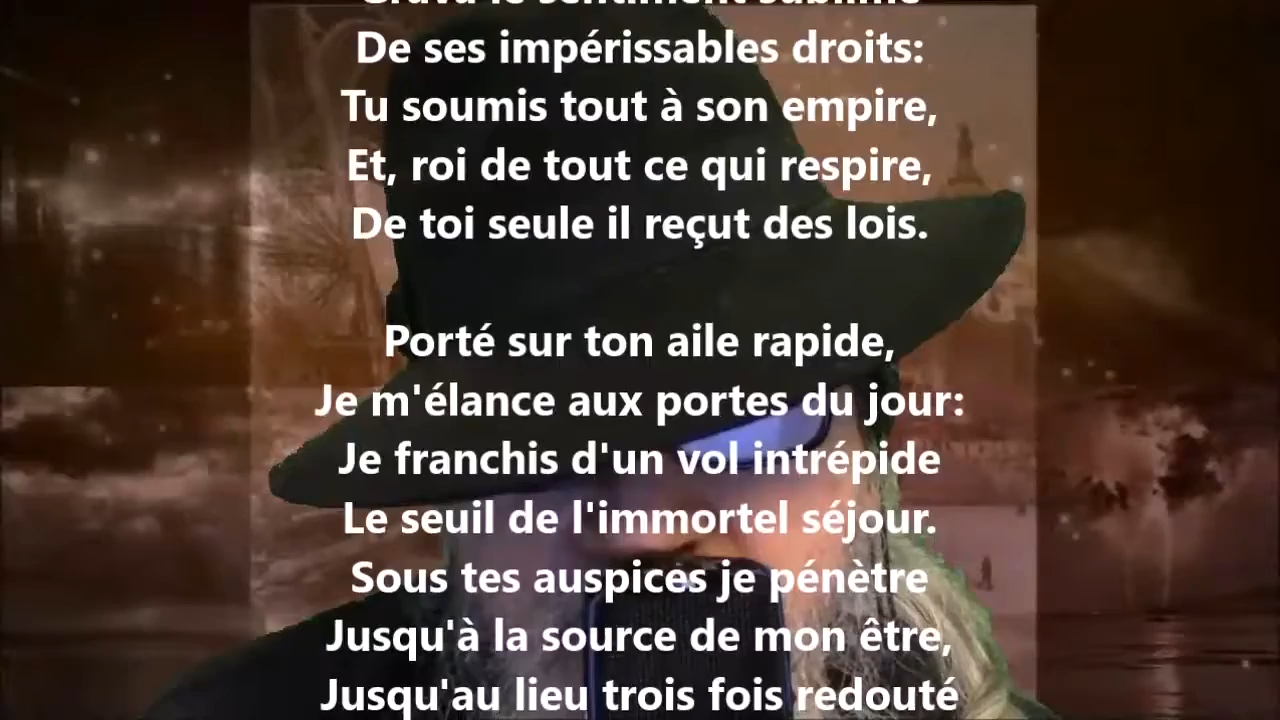 De ses impérissables droits:
Tu soumis tout à son empire,
Et, roi de tout ce qui respire,
De toi seule il reçut des lois.
Porté sur ton aile rapide,
Je m'élance aux portes du jour:
Je franchis d'un vol intrépide
Le seuil de l'immortel séjour.
Sous tes auspices je pénètre
Jusqu'à la source de mon être,
Jusqu'au lieu trois fois redouté